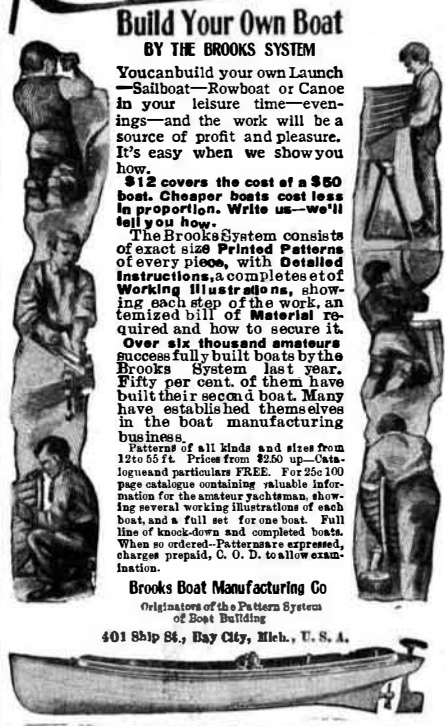 Build Your Own Boat
BY THE BROOKS SYSTEM
You can build your own Launch
—Sailboat—Rowboat or Canoe
in your leisure time—even-
ings—and the work will be a
source of profit and pleasure.
It's easy when we show you
how.
$12 covers the cost of a $50
boat. Cheaper boats cost less
in proportion. Write us—we'll
tell you how.
The Brooks System consists
of exact size Printed Patterns
of every piece, with Detailed
Instructions, a complete set of
Working Illustrations, show-
ing each step of the work, an
temized bill of Material re-
quired and how to secure it.
Over six thousand amateurs
successfully built boats by the
Brooks System last year.
Fifty per cent. of them have
built their second boat. Many
have established themselves
in the boat manufacturing
business.
Patterns of all kinds and sizes from
12 to 55 ft. Prices from $2.50 up—Cata-
logue and particulars FREE. For 25c 100
page catalogue containing valuable infor-
mation for the amateur yachtsman, show-
ing several working illustrations of each
boat, and a full set for one boat. Full
line of knock-down and completed boats.
When so ordered—Patterns are expressed,
charges prepaid, C. O. D. to allow exam-
ination.
Brooks Boat Manufacturing Co
Originators of the Pattern System
of Boat Building
401 Ship St., Bay City, Mich., U. S. A.